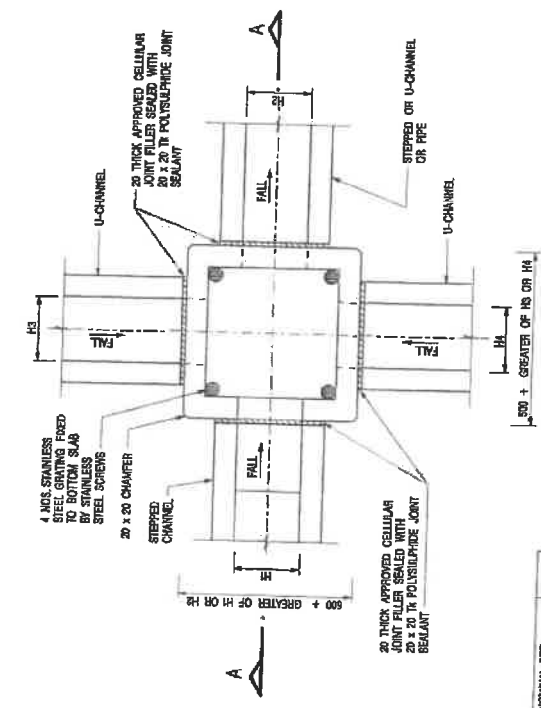 A
20 THICK APPROVED CELLULAR
JOINT FILLER SEALED WITH
20 x 20 TK POLYSULPHIDE JOINT
SEALANT
H2
STEPPED OR U-CHANNEL
OR PIPE
FALL
U-CHANNEL
H3
FALL
U-CHANNEL
H4
FALL
500 + GREATER OF H3 OR H4
4 NOS. STAINLESS
STEEL GRATING FIXED
TO BOTTOM SLAB
BY STAINLESS
STEEL SCREWS
20 x 20 CHAMFER
STEPPED
CHANNEL
FALL
H1
600 + GREATER OF H1 OR H2
20 THICK APPROVED CELLULAR
JOINT FILLER SEALED WITH
20 x 20 TK POLYSULPHIDE JOINT
SEALANT
A